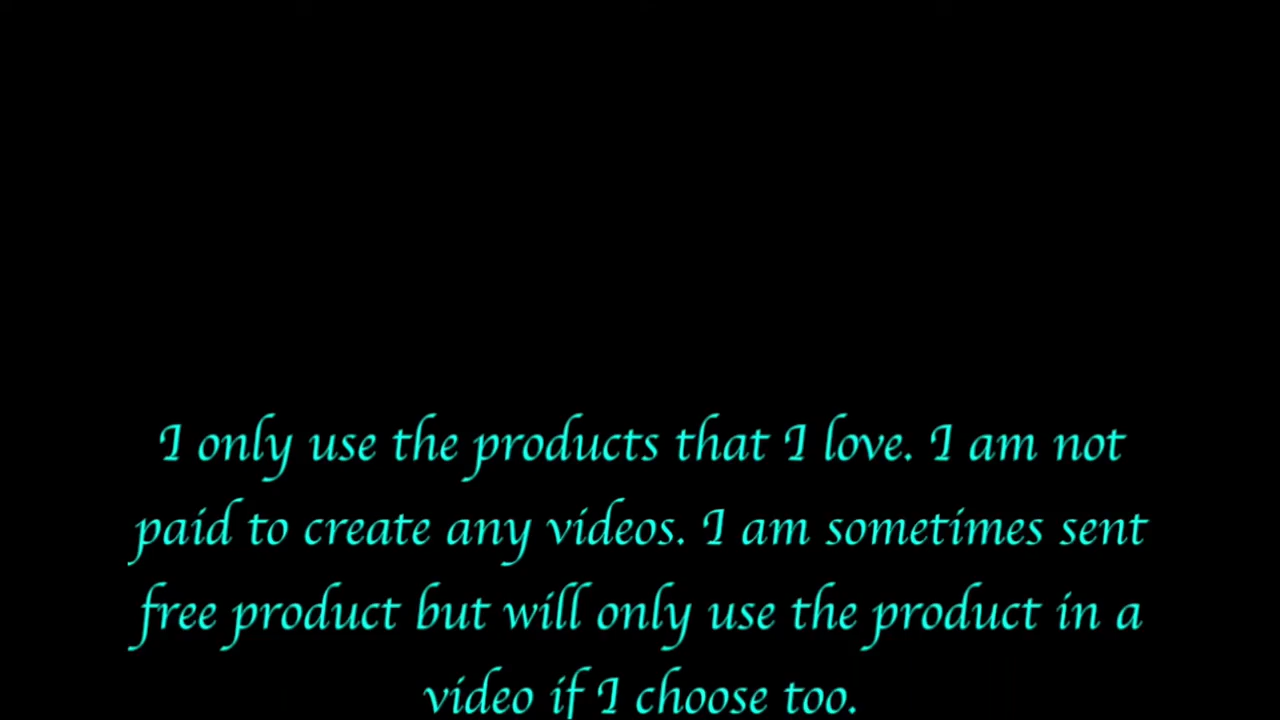 I only use the products that I love. I am not
paid to create any videos. I am sometimes sent
free product but will only use the product in a
video if I choose too.